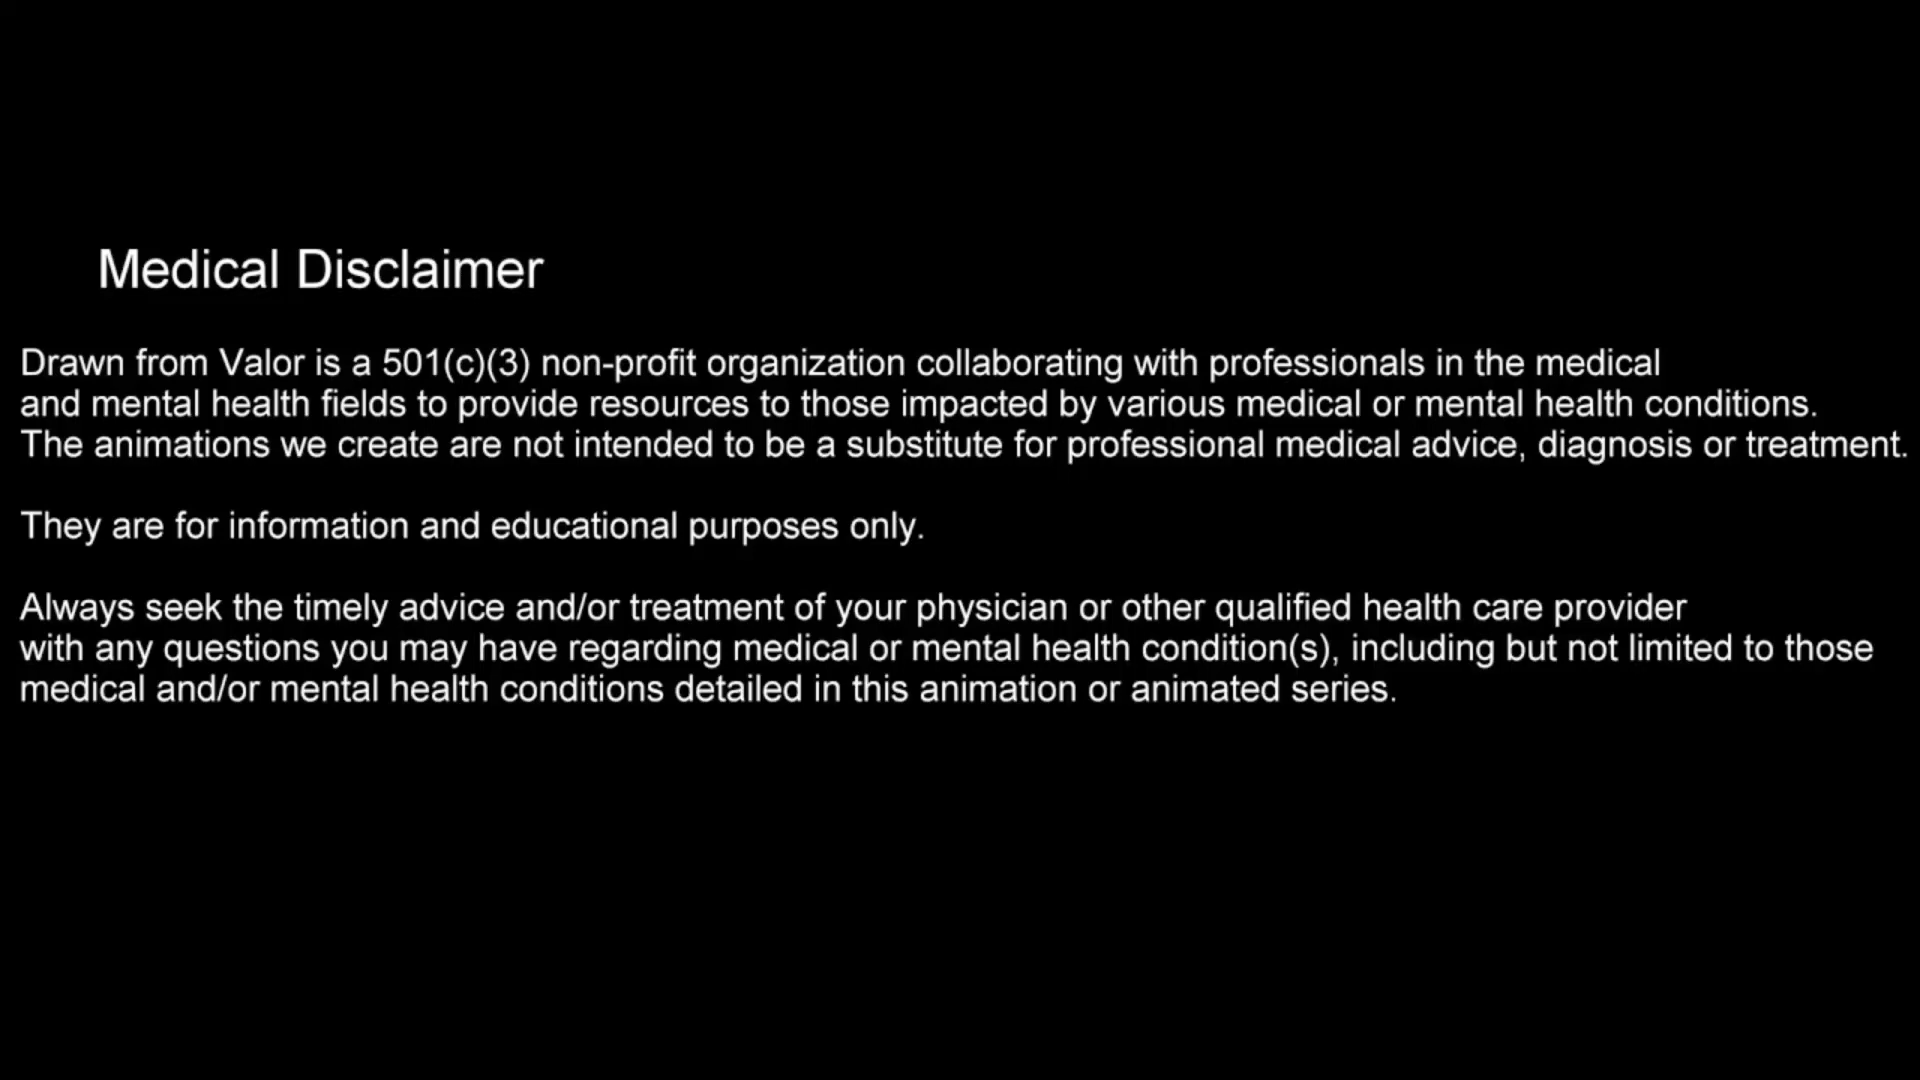 Medical Disclaimer
Drawn from Valor is a 501(c)(3) non-profit organization collaborating with professionals in the medical
and mental health fields to provide resources to those impacted by various medical or mental health conditions.
The animations we create are not intended to be a substitute for professional medical advice, diagnosis or treatment.
They are for information and educational purposes only.
Always seek the timely advice and/or treatment of your physician or other qualified health care provider
with any questions you may have regarding medical or mental health condition(s), including but not limited to those
medical and/or mental health conditions detailed in this animation or animated series.